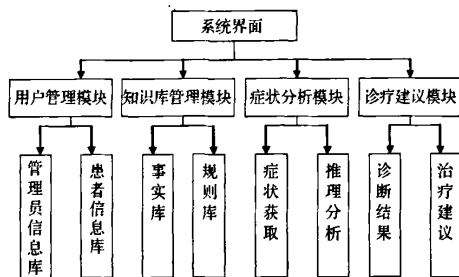 系统界面
用户管理模块
知识库管理模块
症状分析模块
诊疗建议模块
管理员信息库
患者信息库
事实库
规则库
症状获取
推理分析
诊断结果
治疗建议